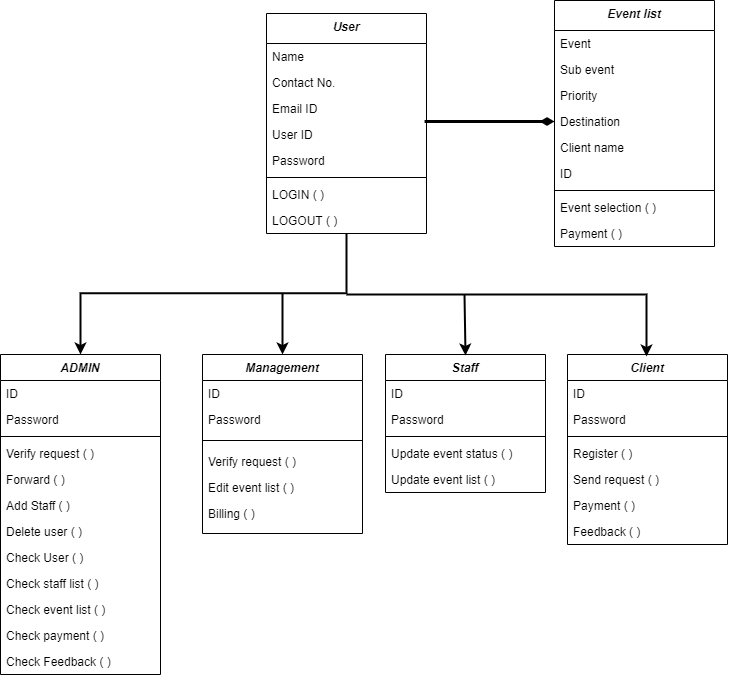 User
Name
Contact No.
Email ID
User ID
Password
LOGIN ( )
LOGOUT ( )
Event list
Event
Sub event
Priority
Destination
Client name
ID
Event selection ( )
Payment ( )
ADMIN
ID
Password
Verify request ( )
Forward ( )
Add Staff ( )
Delete user ( )
Check User ( )
Check staff list ( )
Check event list ( )
Check payment ( )
Check Feedback ( )
Management
ID
Password
Verify request ( )
Edit event list ( )
Billing ( )
Staff
ID
Password
Update event status ( )
Update event list ( )
Client
ID
Password
Register ( )
Send request ( )
Payment ( )
Feedback ( )